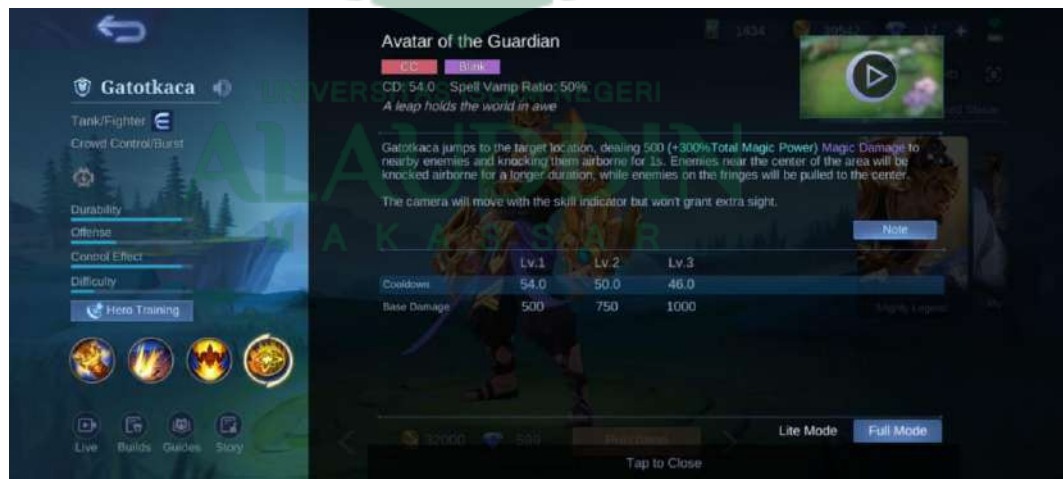 Gatotkaca
Tank/Fighter
Crowd Control/Burst
Durability
Offense
Control Effect
Difficulty
Hero Training
Live
Builds
Guides
Story
Avatar of the Guardian
CC
Blink
CD: 54.0 Spell Vamp Ratio: 50%
A leap holds the world in awe
Gatotkaca jumps to the target location, dealing 500 (+300%Total Magic Power) Magic Damage to
nearby enemies and knocking them airborne for 1s. Enemies near the center of the area will be
knocked airborne for a longer duration, while enemies on the fringes will be pulled to the center.
The camera will move with the skill indicator but won't grant extra sight.
Note
Lv.1 Lv.2 Lv.3
Cooldown 54.0 50.0 46.0
Base Damage 500 750 1000
32000 599
Lite Mode
Full Mode
Tap to Close
UNIVERSITAS ISLAM NEGERI
ALAUDDIN
MAKASSAR